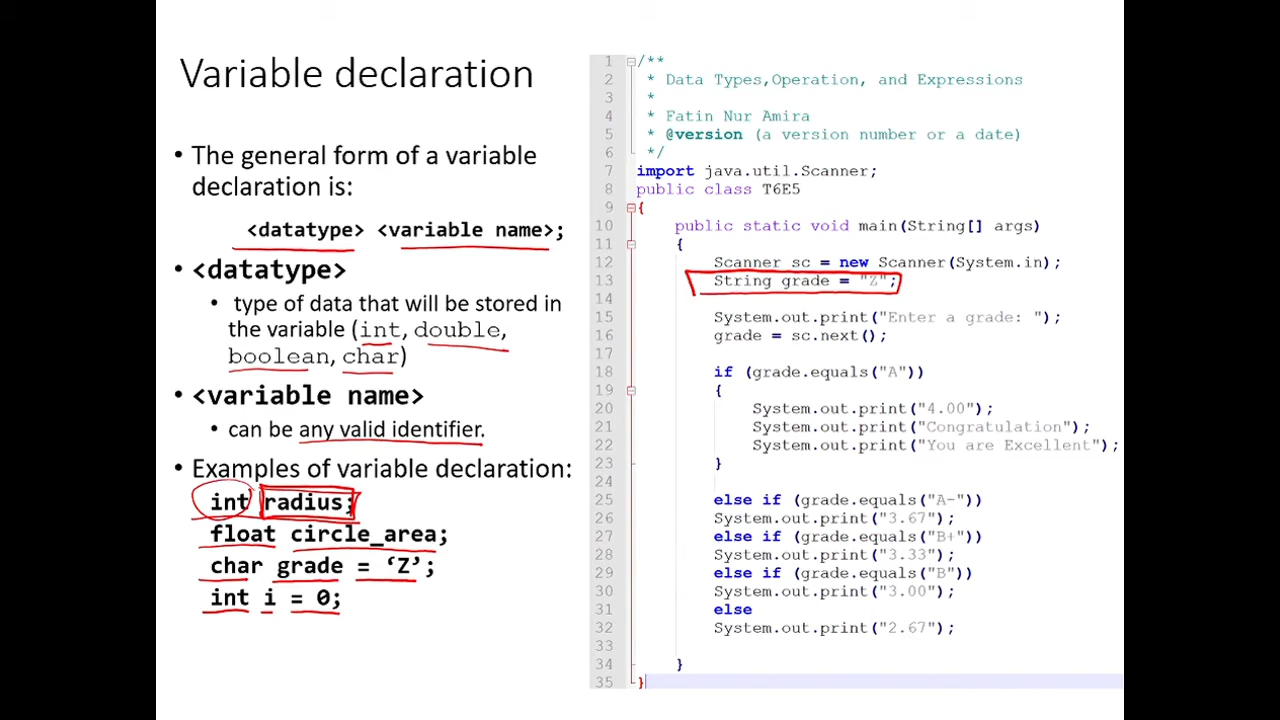 Variable declaration
• The general form of a variable
declaration is:
<datatype> <variable name>;
• <datatype>
• type of data that will be stored in
the variable (int, double,
boolean, char)
• <variable name>
• can be any valid identifier.
• Examples of variable declaration:
int radius;
float circle_area;
char grade = ‘Z’;
int i = 0;
1 /**
2 * Data Types,Operation, and Expressions
3 *
4 * Fatin Nur Amira
5 * @version (a version number or a date)
6 */
7 import java.util.Scanner;
8 public class T6E5
9 {
10 public static void main(String[] args)
11 {
12 Scanner sc = new Scanner(System.in);
13 String grade = "Z";
14
15 System.out.print("Enter a grade: ");
16 grade = sc.next();
17
18 if (grade.equals("A"))
19 {
20 System.out.print("4.00");
21 System.out.print("Congratulation");
22 System.out.print("You are Excellent");
23 }
24
25 else if (grade.equals("A-"))
26 System.out.print("3.67");
27 else if (grade.equals("B+"))
28 System.out.print("3.33");
29 else if (grade.equals("B"))
30 System.out.print("3.00");
31 else
32 System.out.print("2.67");
33
34 }
35 }